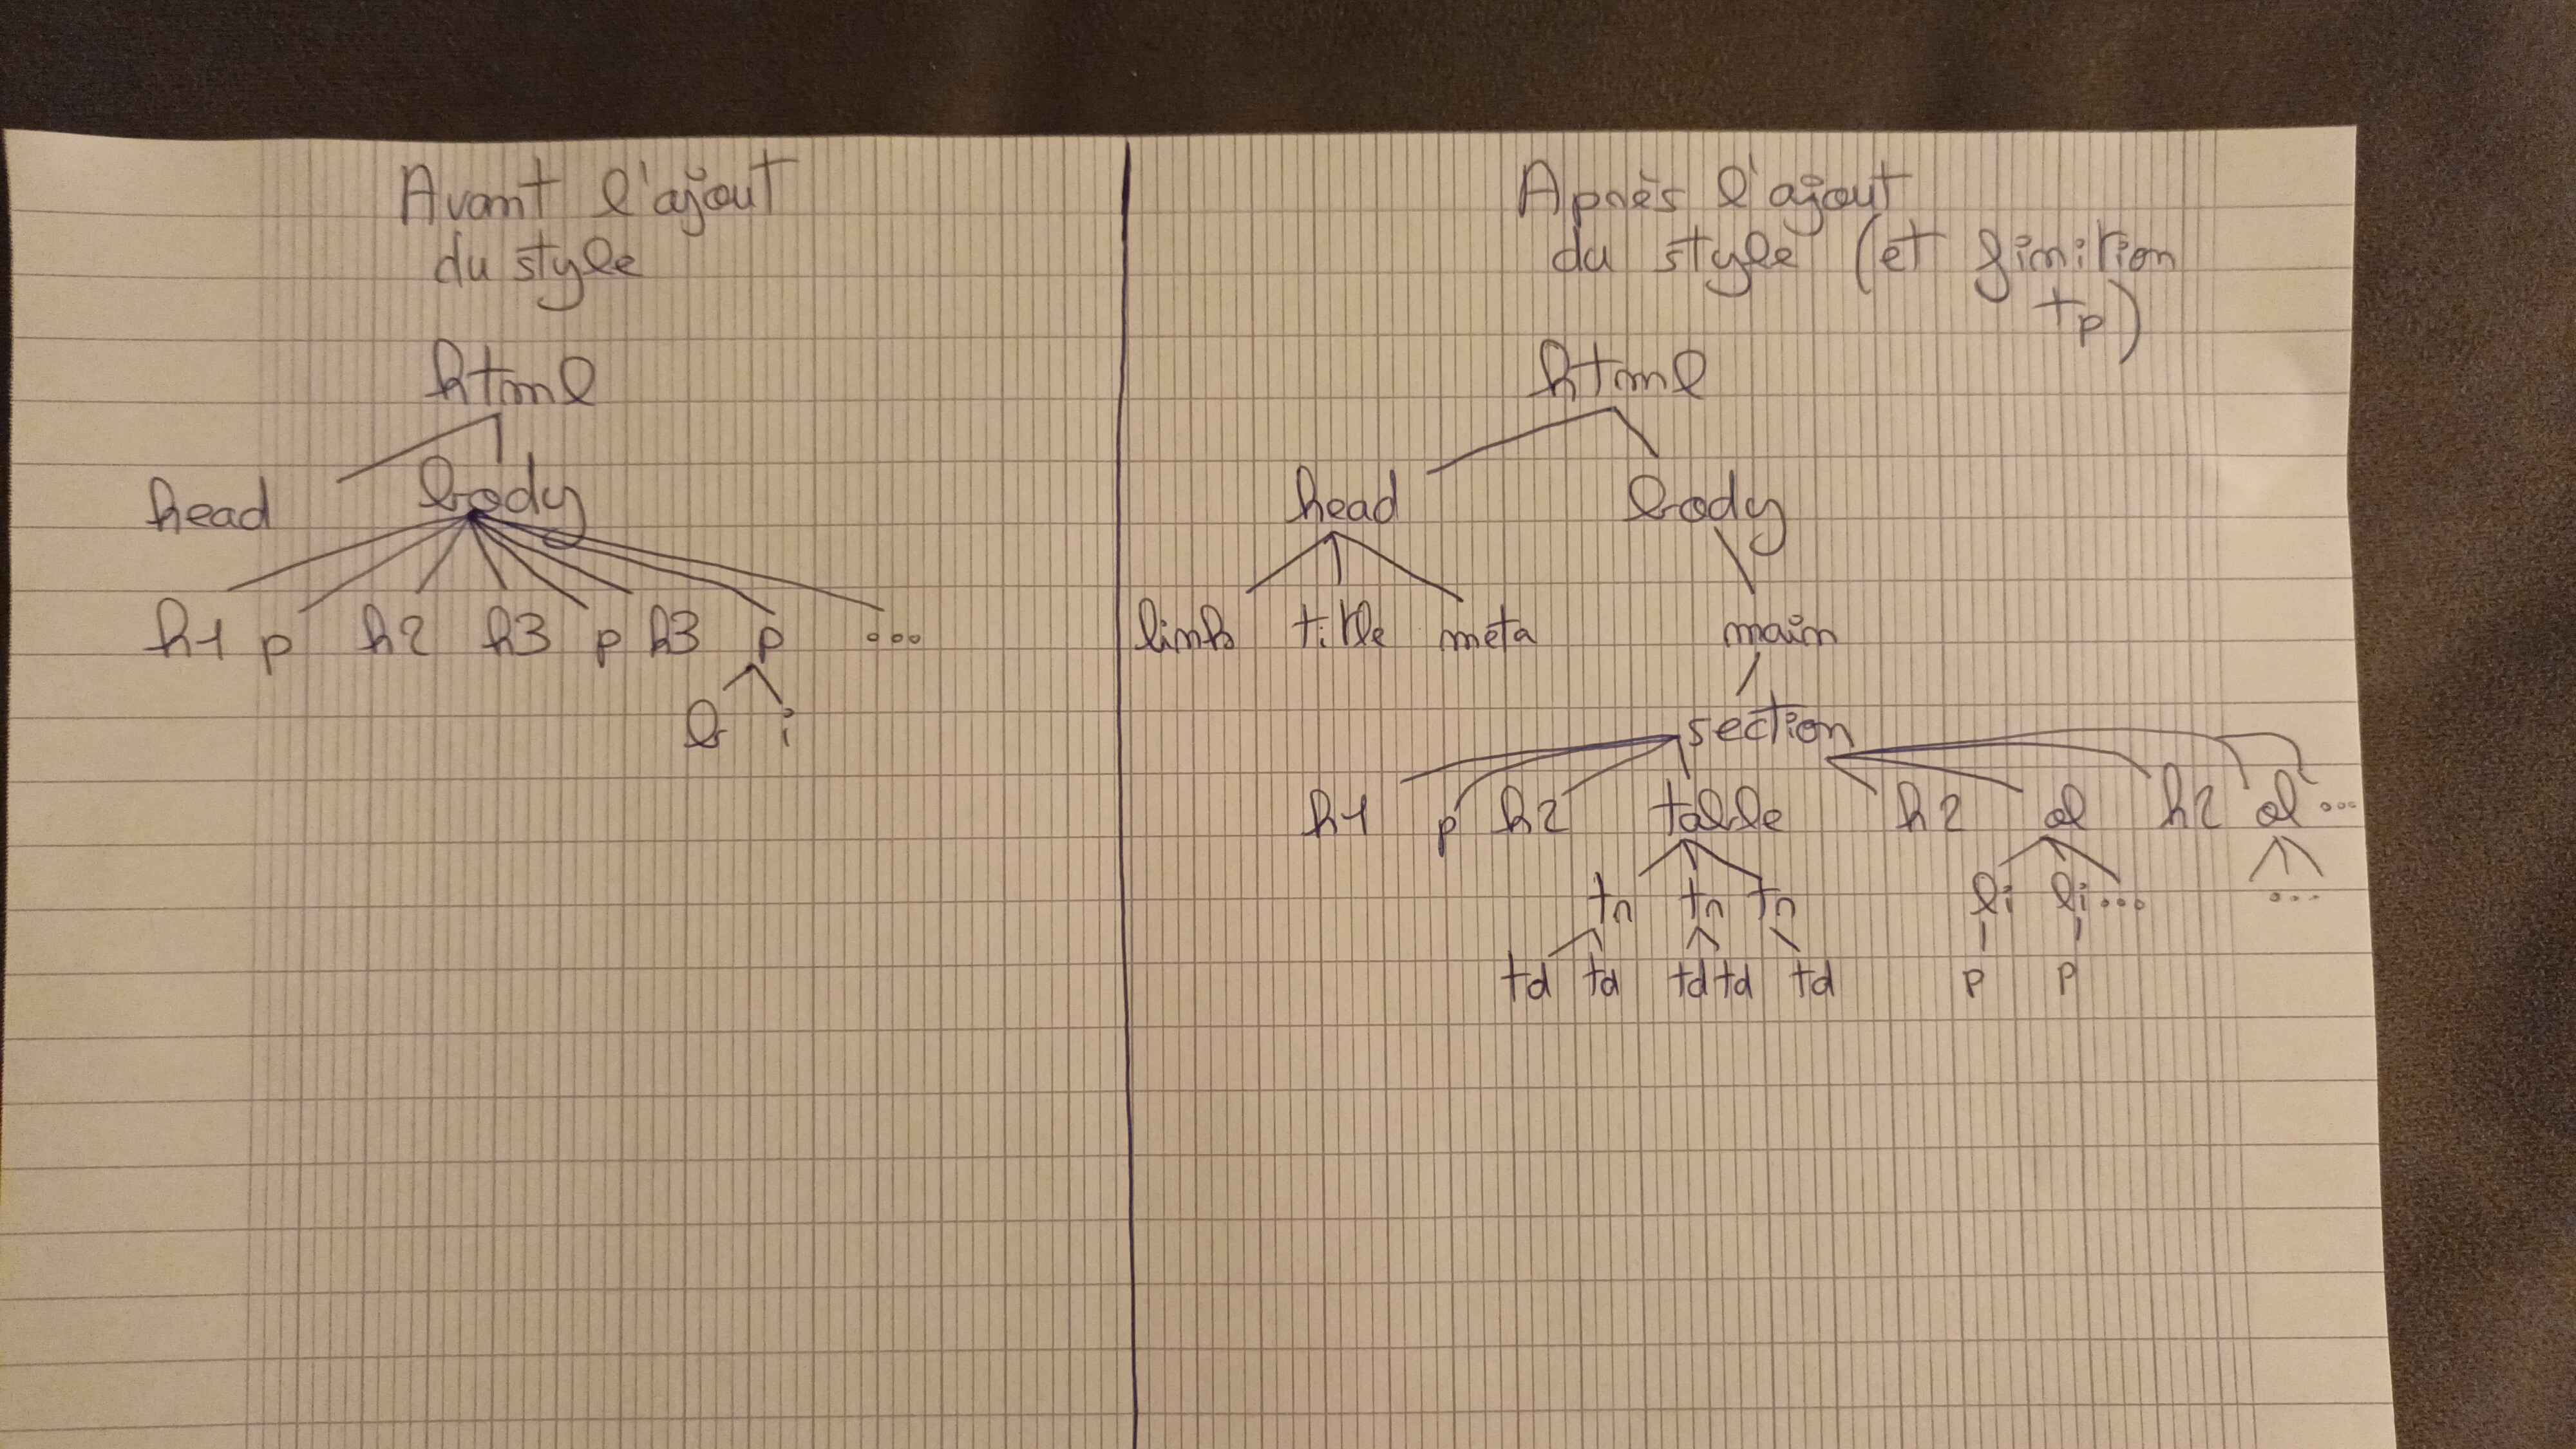 Avant l'ajout
du style
html
head body
h1 p h2 h3 p h3 p ...
b i
Après l'ajout
du style (et finition
tp)
html
head body
link title meta main
section
h1 p h2 table h2 ol h2 ol ...
tr tr tr li li ... ...
td td td td td p p